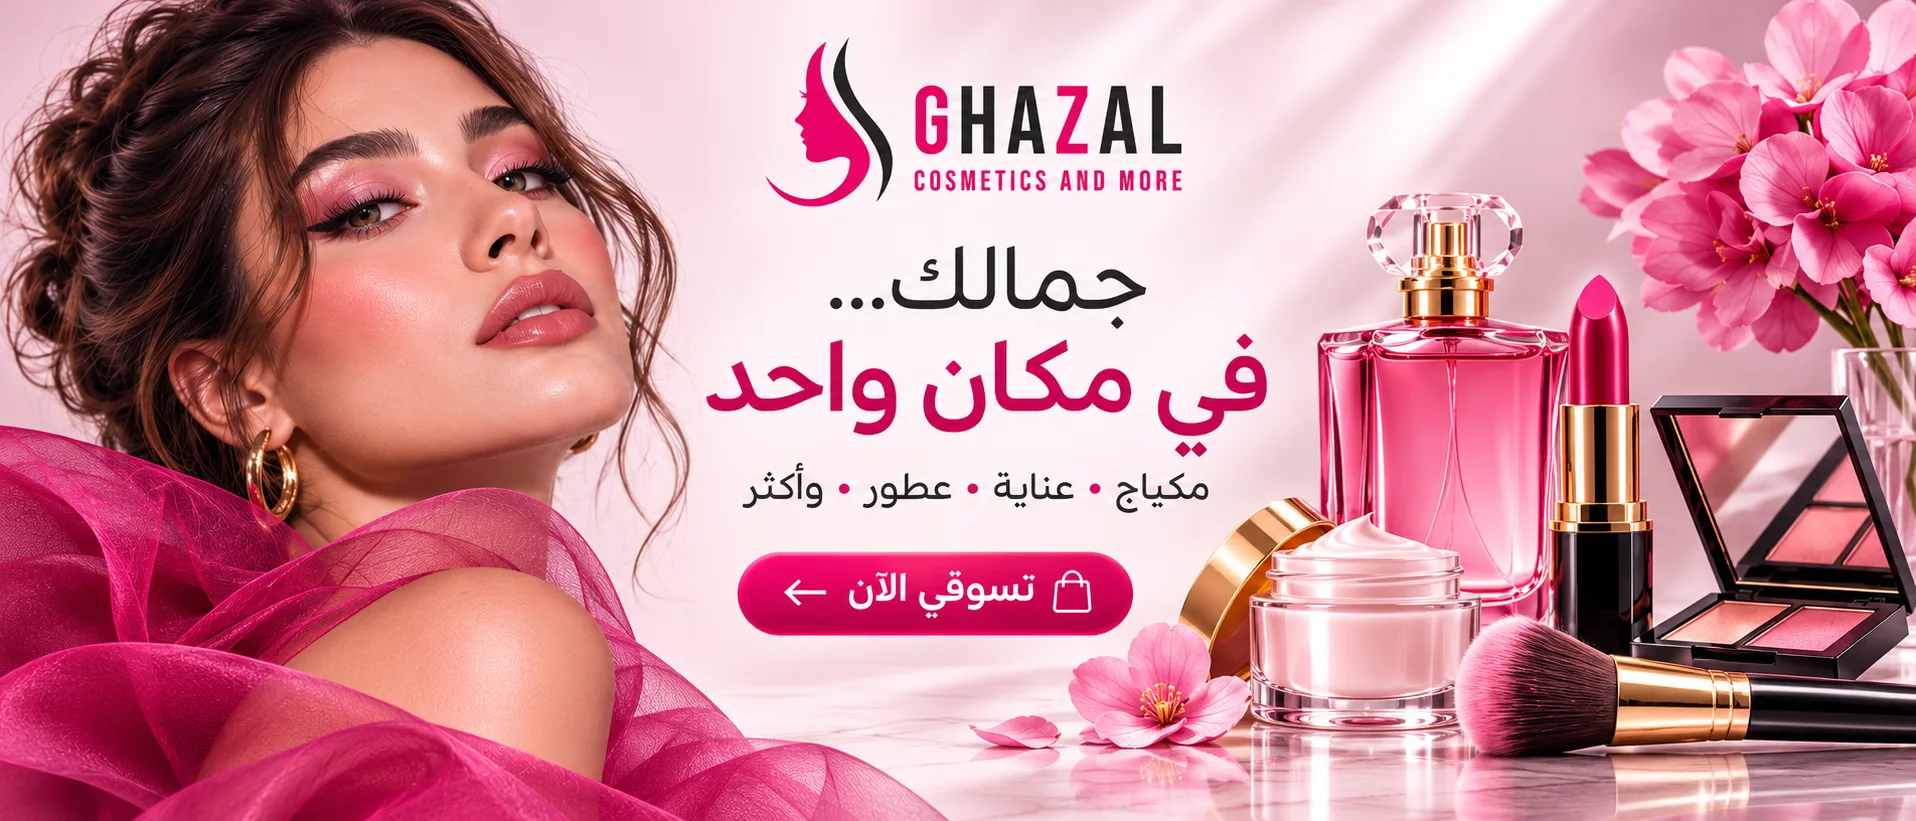 GHAZAL
COSMETICS AND MORE
جمالك...
في مكان واحد
مكياج • عناية • عطور • وأكثر
تسوقي الآن